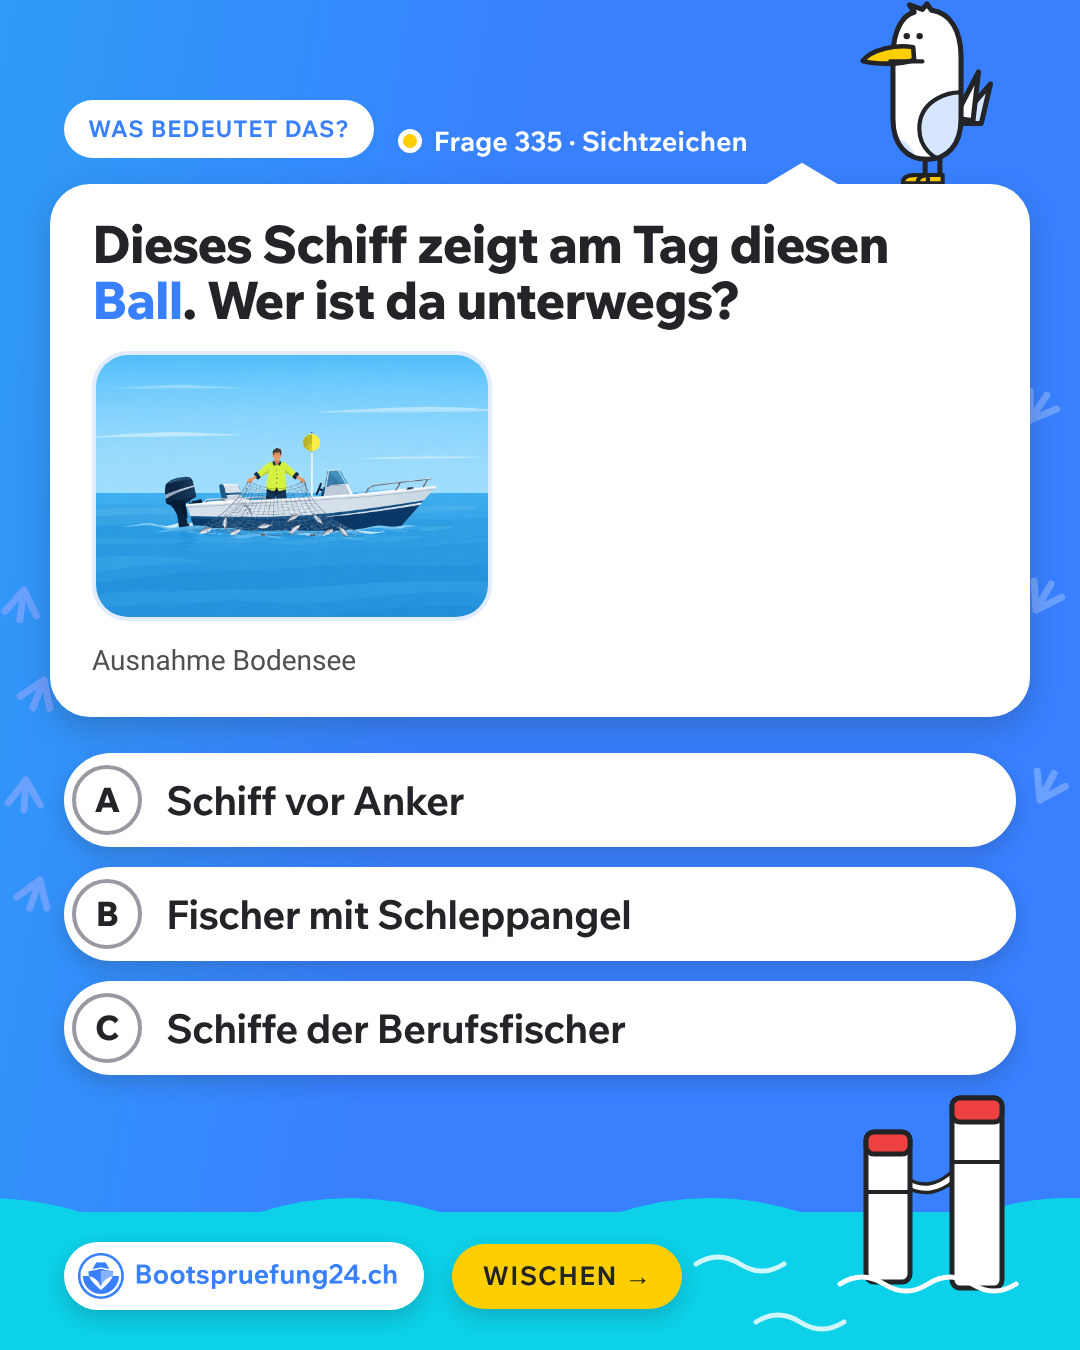 WAS BEDEUTET DAS?
Frage 335 · Sichtzeichen
Dieses Schiff zeigt am Tag diesen
Ball. Wer ist da unterwegs?
Ausnahme Bodensee
A Schiff vor Anker
B Fischer mit Schleppangel
C Schiffe der Berufsfischer
Bootspruefung24.ch
WISCHEN →